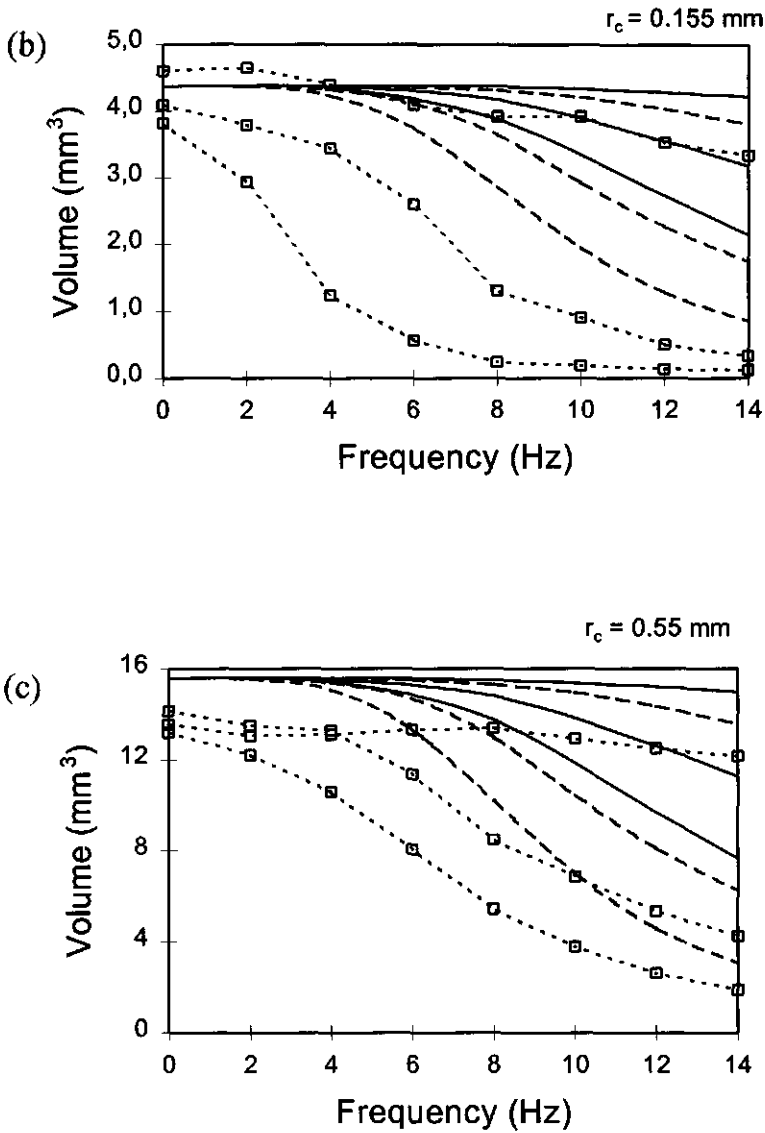 r_c = 0.155 mm
(b)
5,0
4,0
3,0
2,0
1,0
0,0
Volume (mm³)
0 2 4 6 8 10 12 14
Frequency (Hz)
r_c = 0.55 mm
(c)
16
12
8
4
0
Volume (mm³)
0 2 4 6 8 10 12 14
Frequency (Hz)